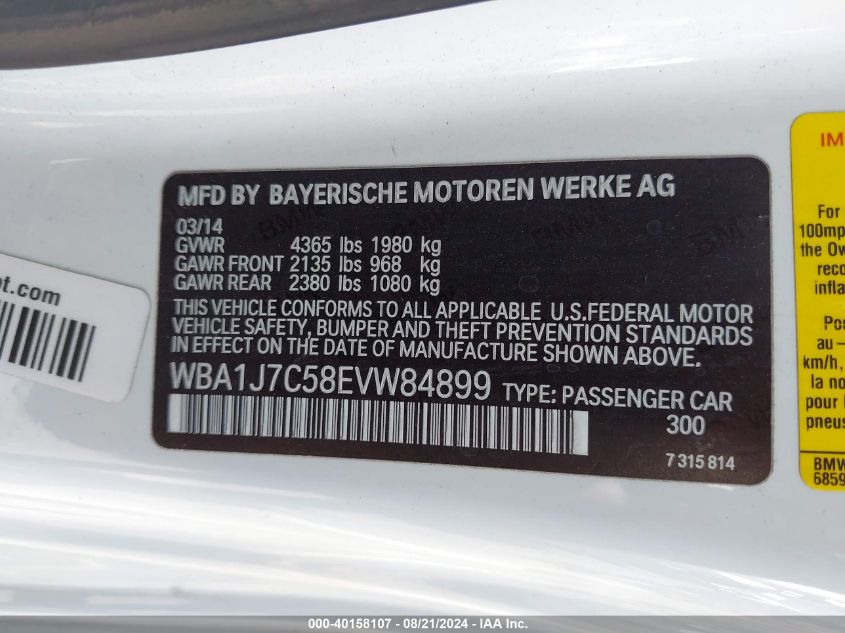 MFD BY BAYERISCHE MOTOREN WERKE AG
03/14
GVWR 4365 lbs 1980 kg
GAWR FRONT 2135 lbs 968 kg
GAWR REAR 2380 lbs 1080 kg
THIS VEHICLE CONFORMS TO ALL APPLICABLE U.S.FEDERAL MOTOR
VEHICLE SAFETY, BUMPER AND THEFT PREVENTION STANDARDS
IN EFFECT ON THE DATE OF MANUFACTURE SHOWN ABOVE.
WBA1J7C58EVW84899 TYPE: PASSENGER CAR
300
7 315 814
pt.com
IM
For
100mp
the Ow
reco
infla
Po
au –
km/h,
la no
pour l
pneus
BMW
6859
000-40158107 - 08/21/2024 - IAA Inc.